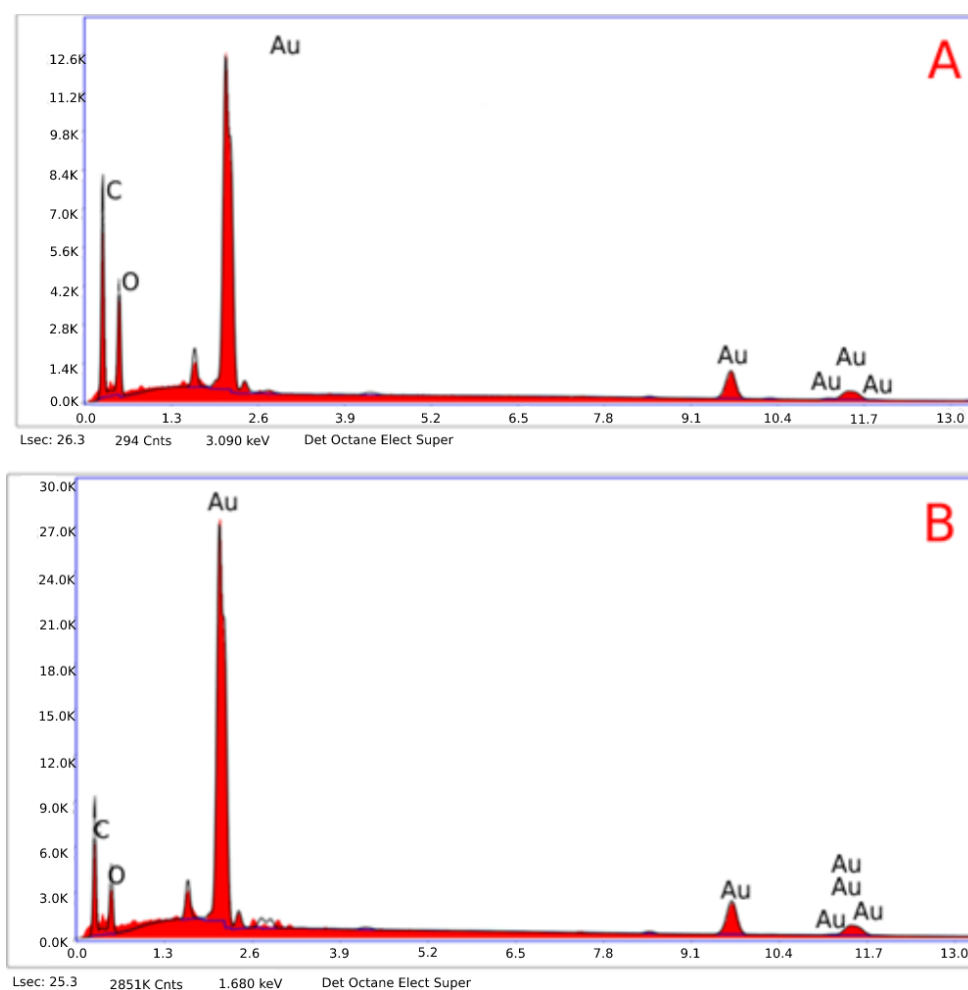 Au
A
12.6K
11.2K
9.8K
8.4K
C
7.0K
5.6K
O
4.2K
2.8K
Au Au
1.4K
Au Au
0.0K
0.0 1.3 2.6 3.9 5.2 6.5 7.8 9.1 10.4 11.7 13.0
Lsec: 26.3 294 Cnts 3.090 keV Det Octane Elect Super
30.0K
Au
B
27.0K
24.0K
21.0K
18.0K
15.0K
12.0K
9.0K
C
6.0K
Au
O
Au Au
3.0K
Au Au
0.0K
0.0 1.3 2.6 3.9 5.2 6.5 7.8 9.1 10.4 11.7 13.0
Lsec: 25.3 2851K Cnts 1.680 keV Det Octane Elect Super